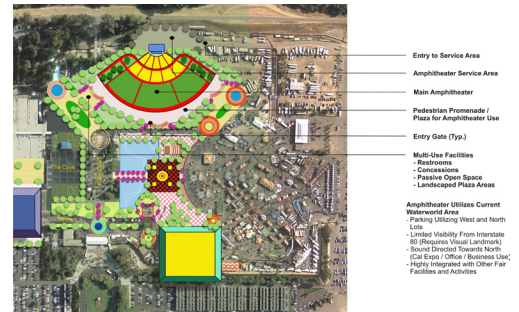 Entry to Service Area
Amphitheater Service Area
Main Amphitheater
Pedestrian Promenade /
Plaza for Amphitheater Use
Entry Gate (Typ.)
Multi-Use Facilities
- Restrooms
- Concessions
- Passive Open Space
- Landscaped Plaza Areas
The Cove
Amphitheater Utilizes Current
Waterworld Area
- Parking Utilizing West and North
Lots
- Limited Visibility From Interstate
80 (Requires Visual Landmark)
- Sound Directed Towards North
(Cal Expo / Office / Business Use)
- Highly Integrated with Other Fair
Facilities and Activities